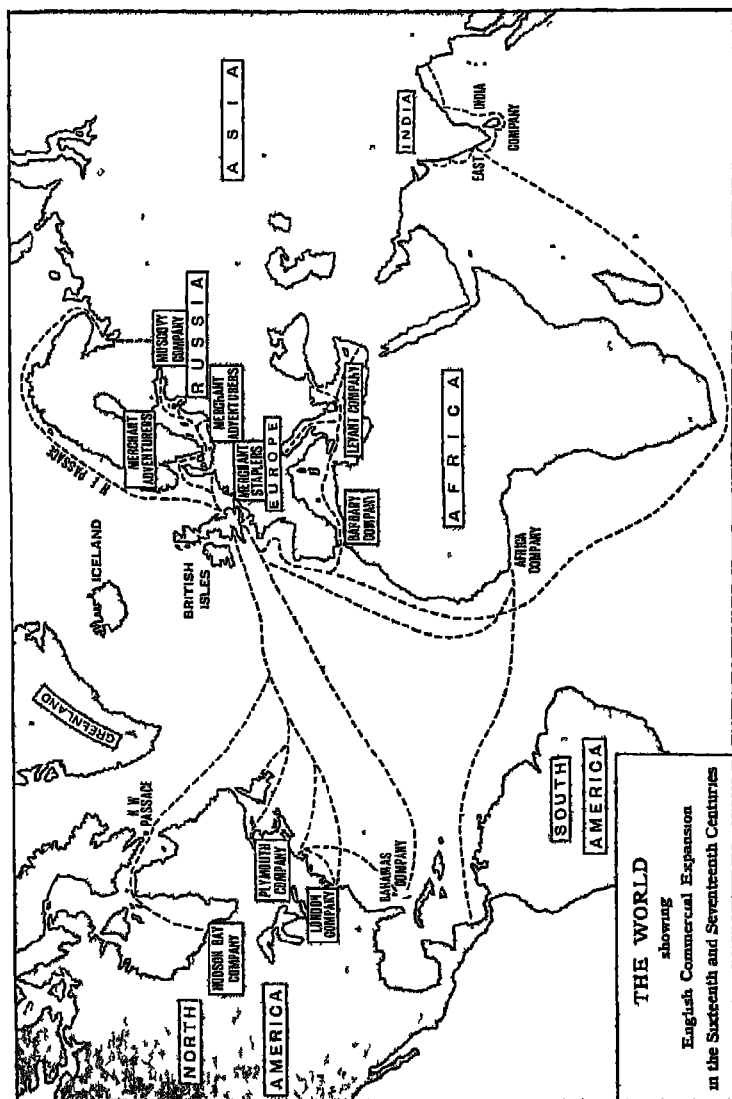 THE WORLD
showing
English Commercial Expansion
in the Sixteenth and Seventeenth Centuries
NORTH
AMERICA
HUDSON BAY
COMPANY
N W
PASSAGE
GREENLAND
ICELAND
PLYMOUTH
COMPANY
LONDON
COMPANY
BAHAMAS
COMPANY
SOUTH
AMERICA
BRITISH
ISLES
N. E. PASSAGE
MERCHANT
ADVENTURERS
MUSCOVY
COMPANY
RUSSIA
MERCHANT
ADVENTURERS
MERCHANT
STAPLERS
EUROPE
LEVANT COMPANY
BARBARY
COMPANY
AFRICA
AFRICA
COMPANY
ASIA
INDIA
EAST
INDIA
COMPANY